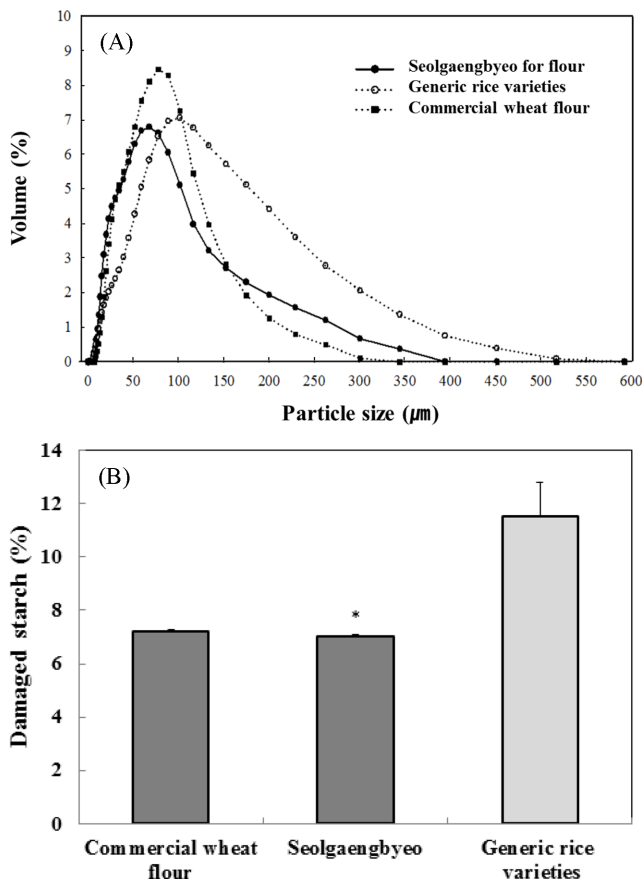 10
(A)
9
Seolgaengbyeo for flour
Generic rice varieties
Commercial wheat flour
8
7
6
5
4
3
2
1
0
Volume (%)
0 50 100 150 200 250 300 350 400 450 500 550 600
Particle size (㎛)
14
(B)
12
10
8
*
6
4
2
0
Damaged starch (%)
Commercial wheat
flour
Seolgaengbyeo
Generic rice
varieties